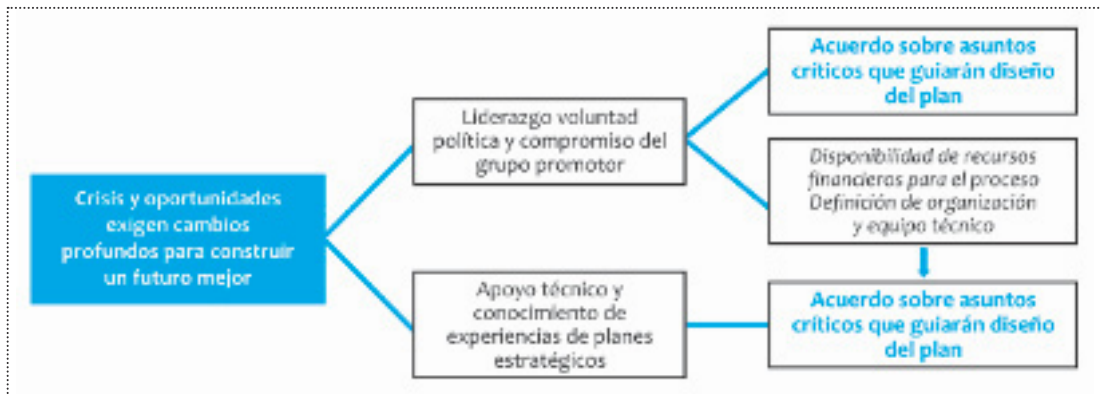 Crisis y oportunidades
exigen cambios
profundos para construir
un futuro mejor
Liderazgo voluntad
política y compromiso del
grupo promotor
Apoyo técnico y
conocimiento de
experiencias de planes
estratégicos
Acuerdo sobre asuntos
críticos que guiarán diseño
del plan
Disponibilidad de recursos
financieros para el proceso
Definición de organización
y equipo técnico
Acuerdo sobre asuntos
críticos que guiarán diseño
del plan